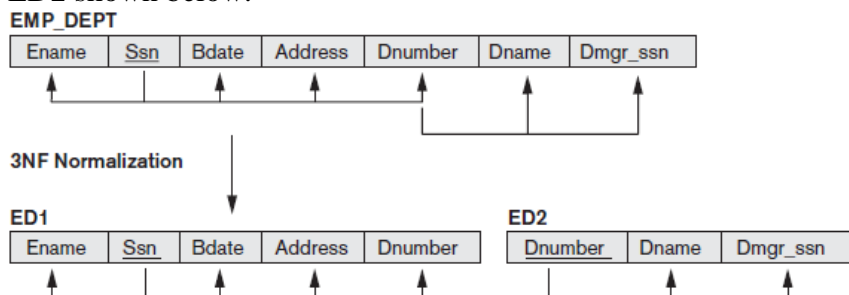 EMP_DEPT
Ename Ssn Bdate Address Dnumber Dname Dmgr_ssn
3NF Normalization
ED1 ED2
Ename Ssn Bdate Address Dnumber Dnumber Dname Dmgr_ssn